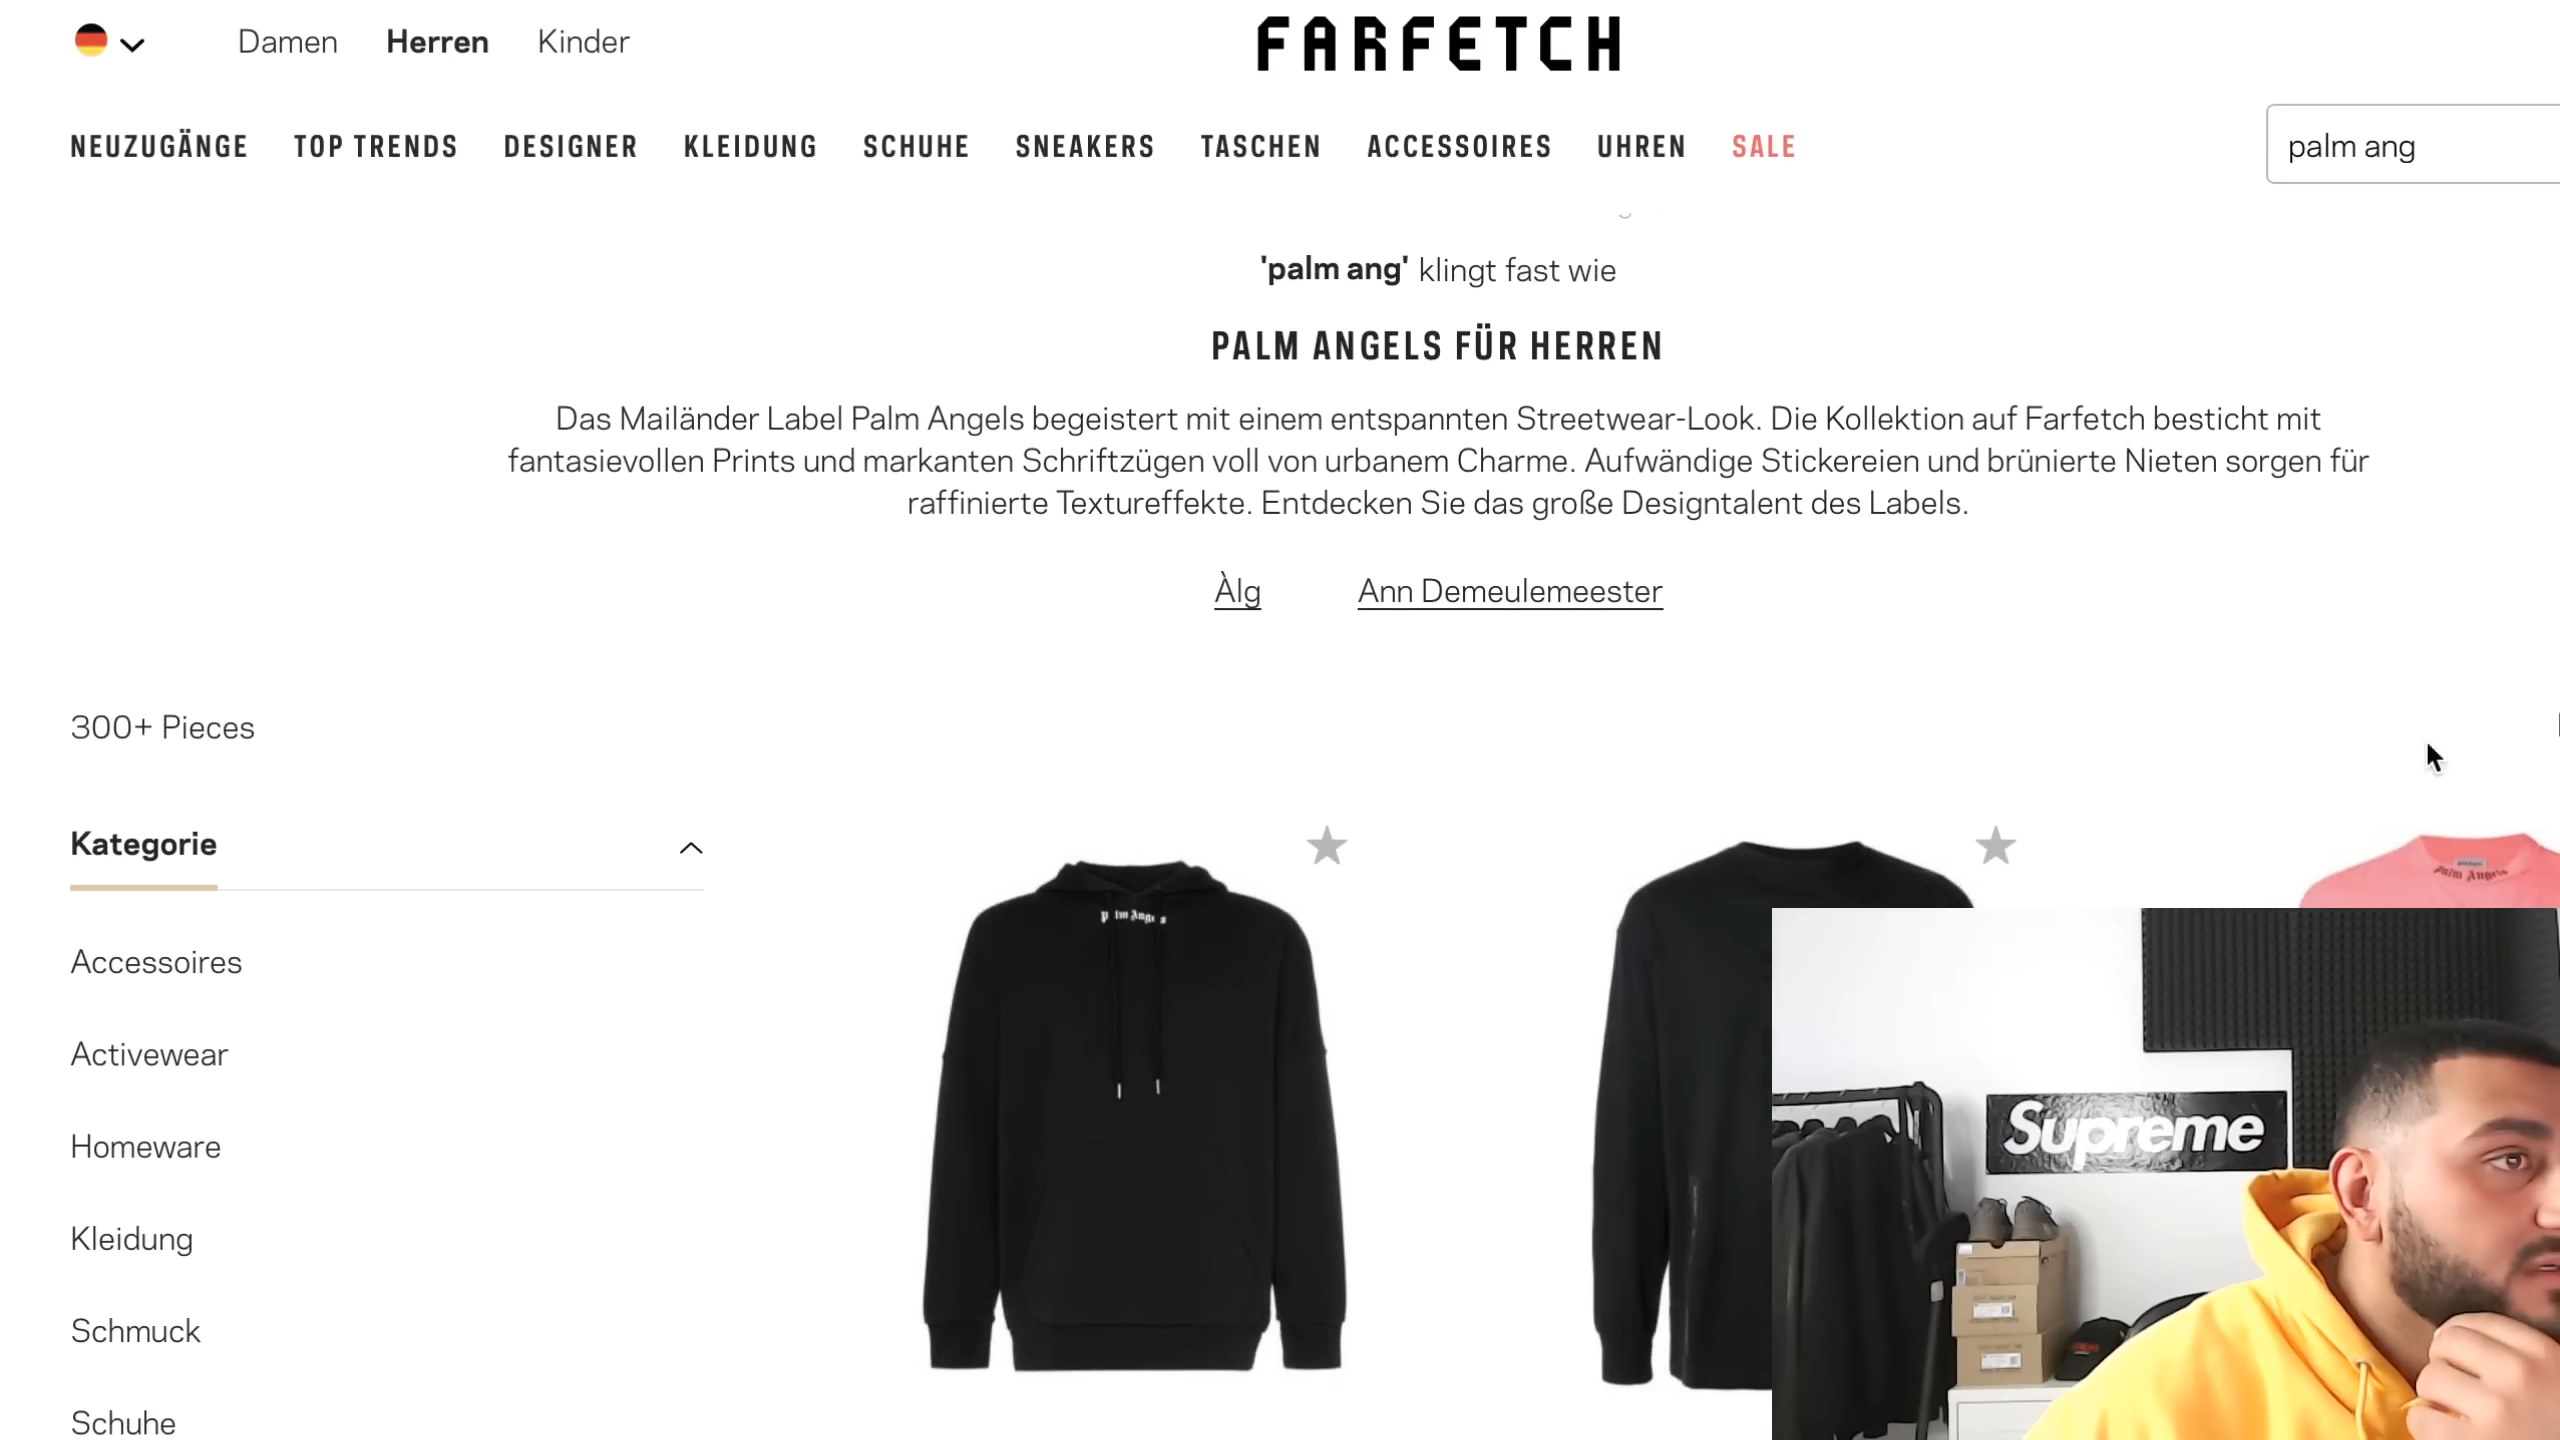 Damen Herren Kinder
FARFETCH
NEUZUGÄNGE TOP TRENDS DESIGNER KLEIDUNG SCHUHE SNEAKERS TASCHEN ACCESSOIRES UHREN SALE
palm ang
'palm ang' klingt fast wie
PALM ANGELS FÜR HERREN
Das Mailänder Label Palm Angels begeistert mit einem entspannten Streetwear-Look. Die Kollektion auf Farfetch besticht mit
fantasievollen Prints und markanten Schriftzügen voll von urbanem Charme. Aufwändige Stickereien und brünierte Nieten sorgen für
raffinierte Textureffekte. Entdecken Sie das große Designtalent des Labels.
Àlg Ann Demeulemeester
300+ Pieces
Kategorie
Accessoires
Activewear
Homeware
Kleidung
Schmuck
Schuhe
Palm Angels
Supreme